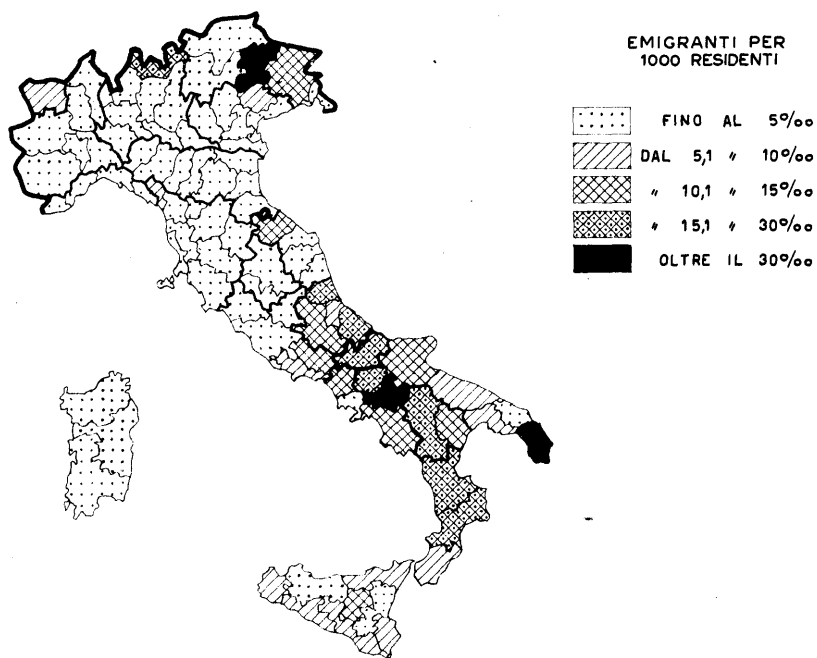 EMIGRANTI PER
1000 RESIDENTI
FINO AL 5‰
DAL 5,1 " 10‰
" 10,1 " 15‰
" 15,1 " 30‰
OLTRE IL 30‰